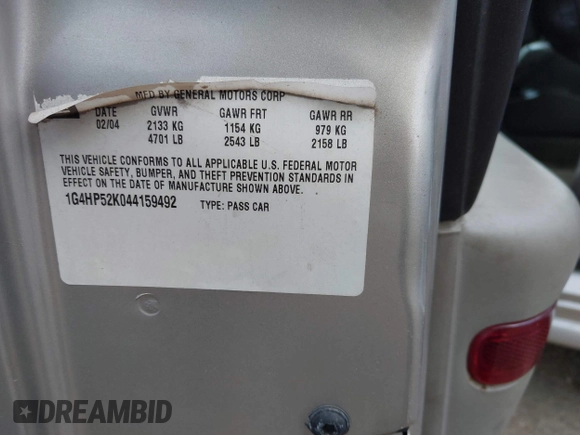 MFD BY GENERAL MOTORS CORP
DATE GVWR GAWR FRT GAWR RR
02/04 2133 KG 1154 KG 979 KG
4701 LB 2543 LB 2158 LB
THIS VEHICLE CONFORMS TO ALL APPLICABLE U.S. FEDERAL MOTOR
VEHICLE SAFETY, BUMPER, AND THEFT PREVENTION STANDARDS IN
EFFECT ON THE DATE OF MANUFACTURE SHOWN ABOVE.
1G4HP52K044159492 TYPE: PASS CAR
DREAMBID